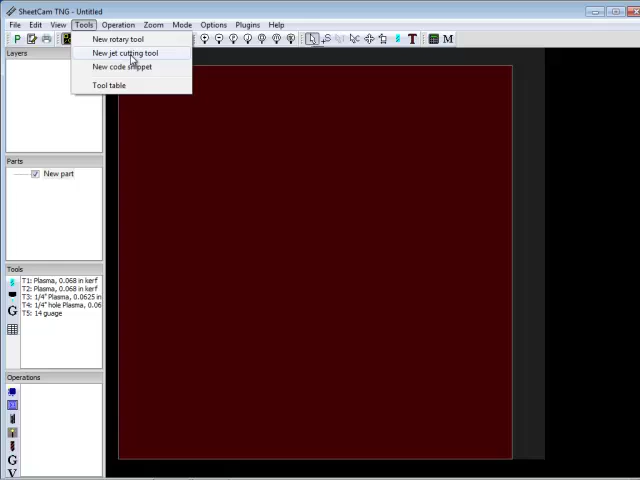 SheetCam TNG - Untitled
File Edit View Tools Operation Zoom Mode Options Plugins Help
P T M
Layers
New rotary tool
New jet cutting tool
New code snippet
Tool table
Parts
New part
Tools
T1: Plasma, 0.068 in kerf
T2: Plasma, 0.068 in kerf
T3: 1/4" Plasma, 0.0625 in
T4: 1/4" hole Plasma, 0.06
T5: 14 guage
G
Operations
G
V